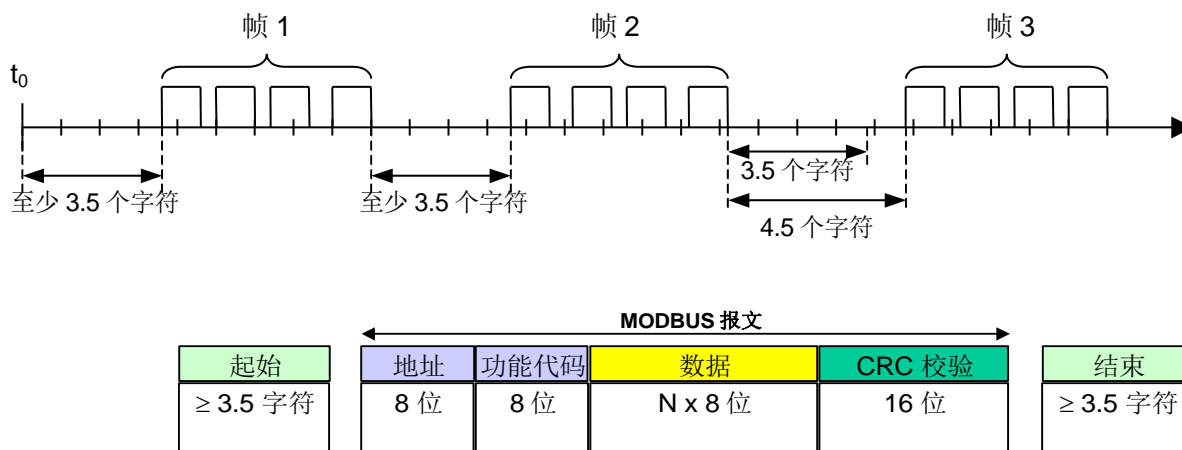 帧 1
帧 2
帧 3
t0
至少 3.5 个字符
至少 3.5 个字符
3.5 个字符
4.5 个字符
MODBUS 报文
起始 地址 功能代码 数据 CRC 校验 结束
≥ 3.5 字符 8 位 8 位 N x 8 位 16 位 ≥ 3.5 字符